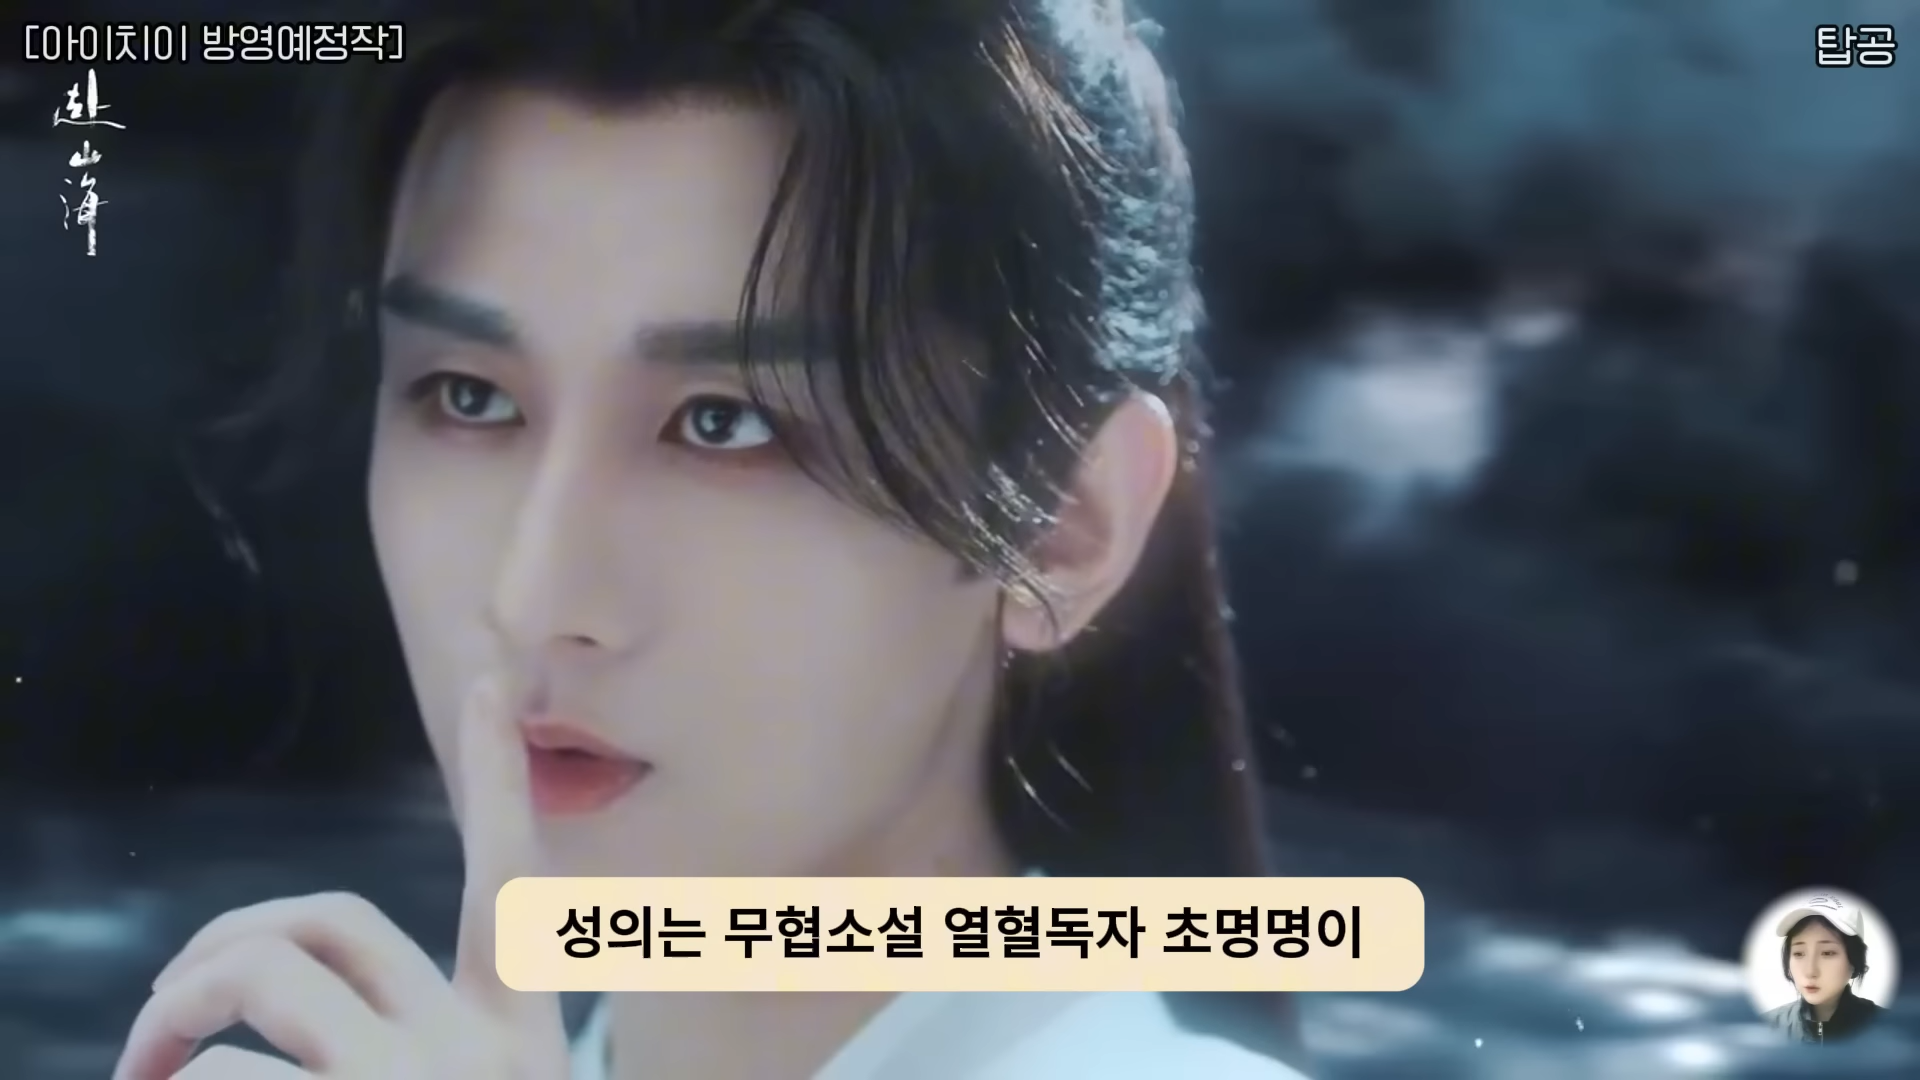 [아이치이 방영예정작]
탑공
赴
山
海
성의는 무협소설 열혈독자 초명명이